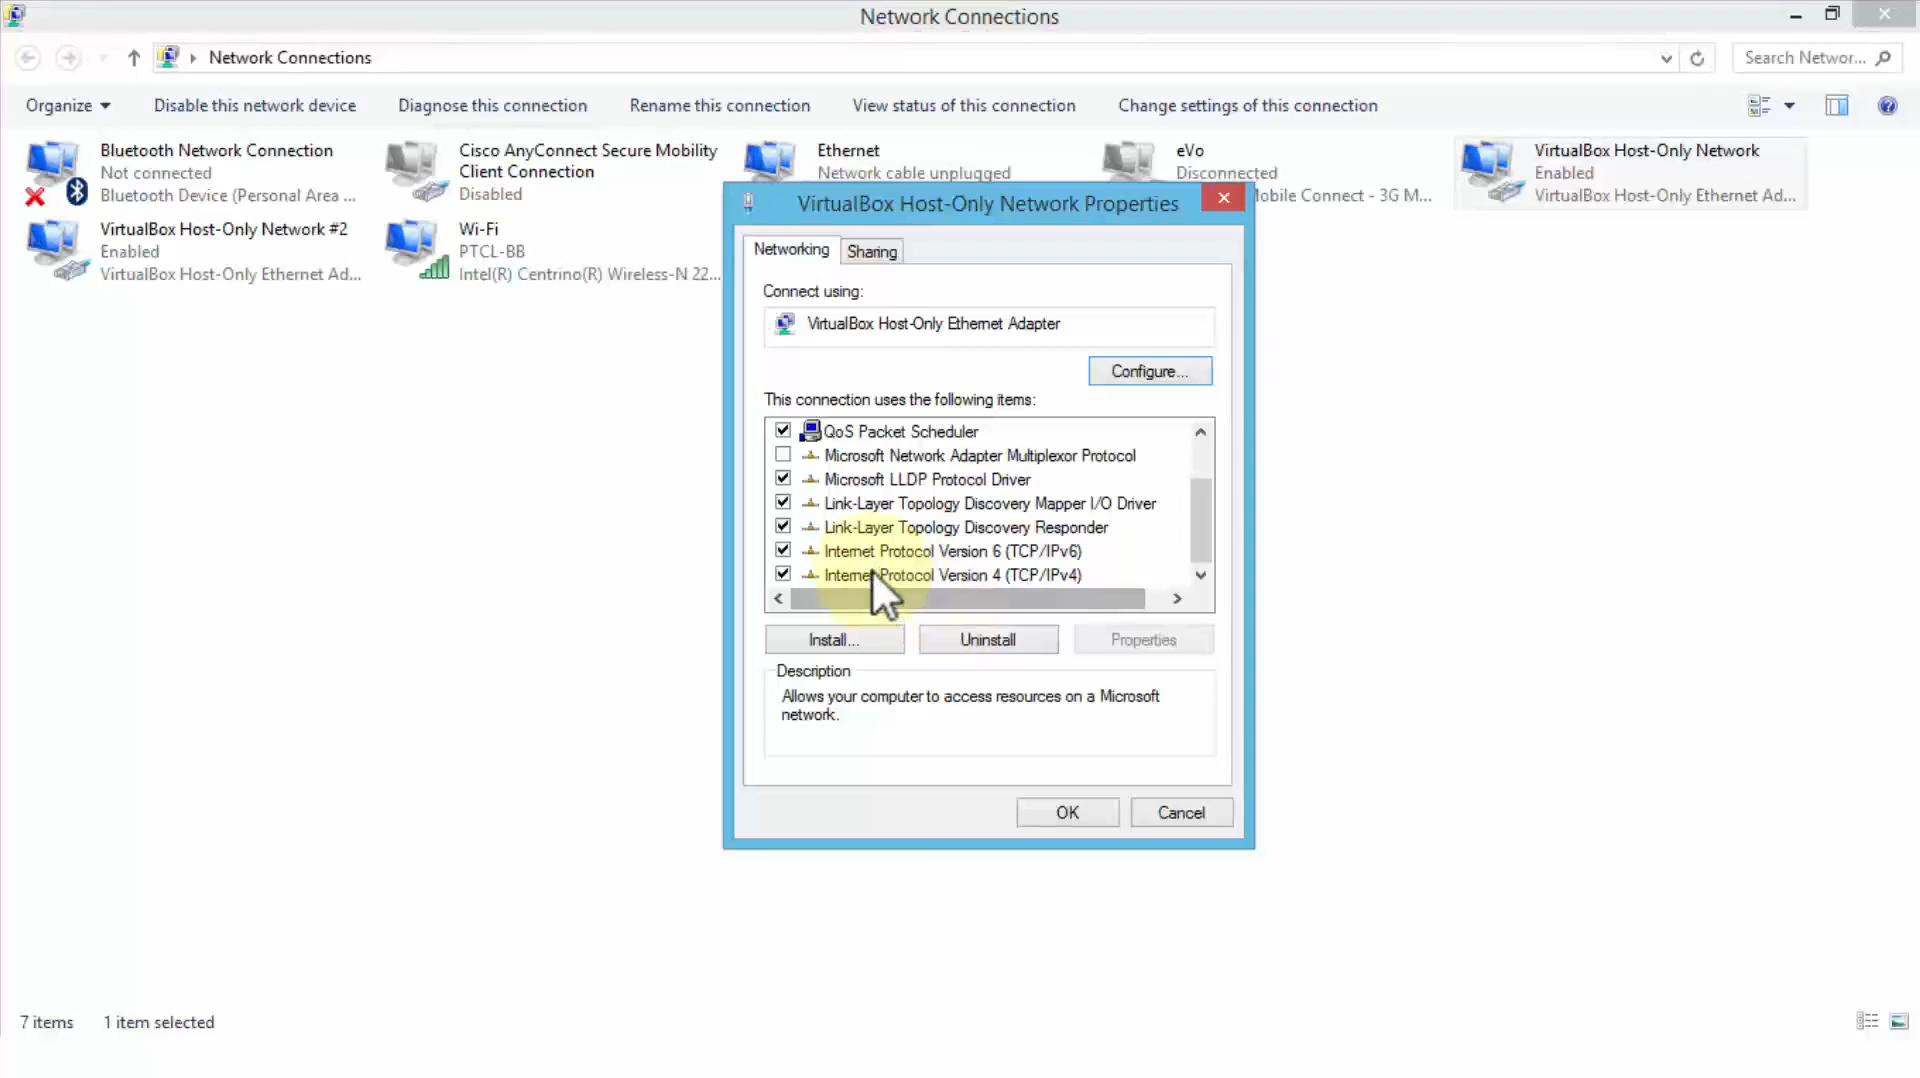 Network Connections
Network Connections
Search Networ...
Organize
Disable this network device
Diagnose this connection
Rename this connection
View status of this connection
Change settings of this connection
Bluetooth Network Connection
Not connected
Bluetooth Device (Personal Area ...
Cisco AnyConnect Secure Mobility
Client Connection
Disabled
Ethernet
Network cable unplugged
eVo
Disconnected
Mobile Connect - 3G M...
VirtualBox Host-Only Network
Enabled
VirtualBox Host-Only Ethernet Ad...
VirtualBox Host-Only Network #2
Enabled
VirtualBox Host-Only Ethernet Ad...
Wi-Fi
PTCL-BB
Intel(R) Centrino(R) Wireless-N 22...
VirtualBox Host-Only Network Properties
Networking
Sharing
Connect using:
VirtualBox Host-Only Ethernet Adapter
Configure...
This connection uses the following items:
QoS Packet Scheduler
Microsoft Network Adapter Multiplexor Protocol
Microsoft LLDP Protocol Driver
Link-Layer Topology Discovery Mapper I/O Driver
Link-Layer Topology Discovery Responder
Internet Protocol Version 6 (TCP/IPv6)
Internet Protocol Version 4 (TCP/IPv4)
Install...
Uninstall
Properties
Description
Allows your computer to access resources on a Microsoft
network.
OK
Cancel
7 items
1 item selected